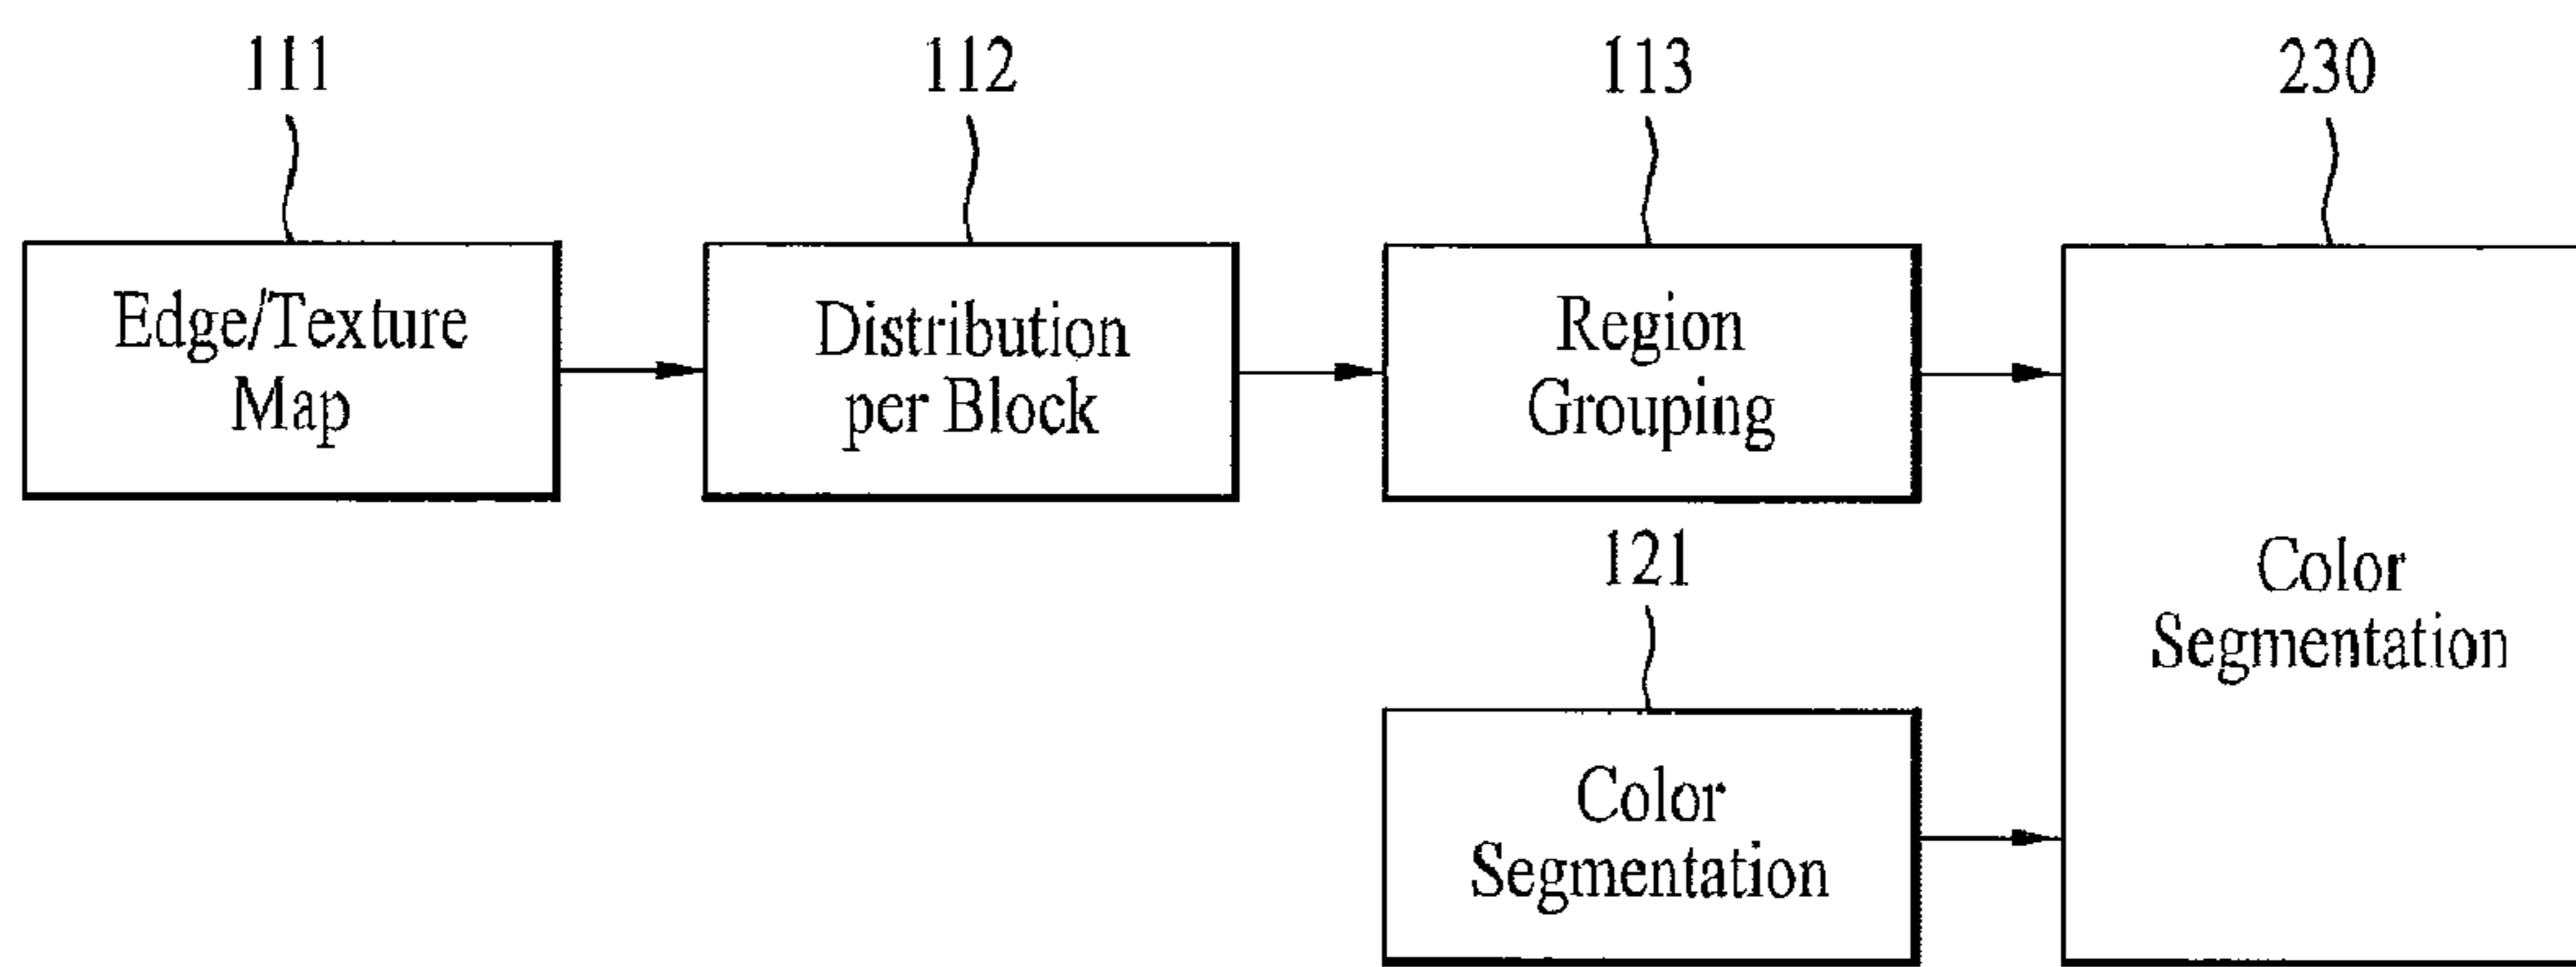 111
112
113
230
Edge/Texture
Map
Distribution
per Block
Region
Grouping
121
Color
Segmentation
Color
Segmentation